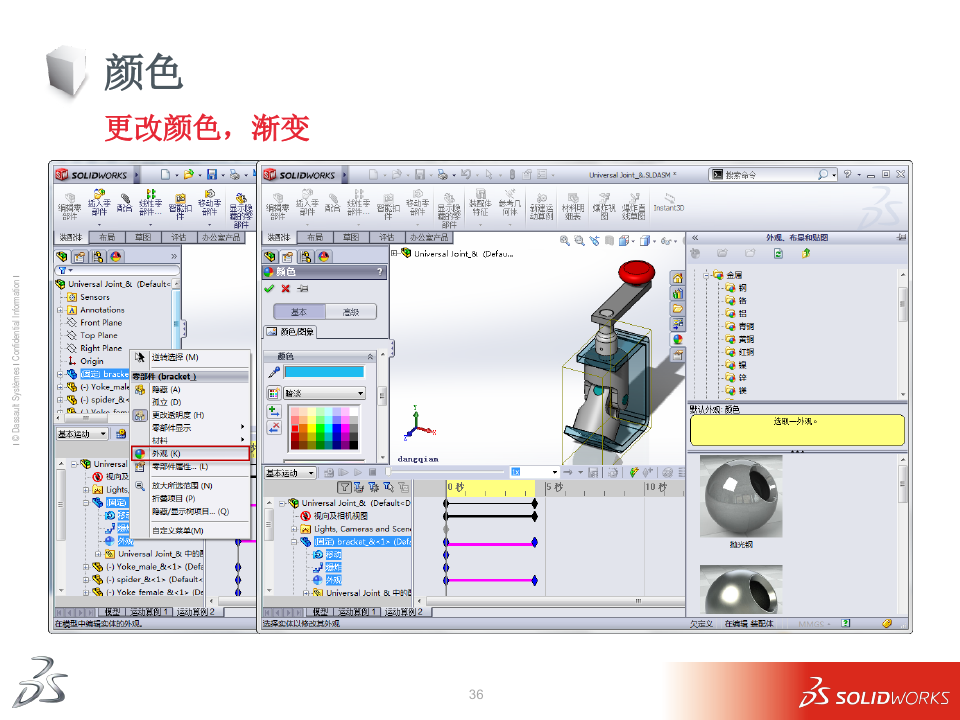 颜色
更改颜色，渐变
I © Dassault Systèmes I Confidential Information I
SOLIDWORKS
编辑零部件
插入零部件
配合
线性零部件...
智能扣件
移动零部件
显示隐藏的零部件
装配体 布局 草图 评估 办公室产品
Universal Joint_& (Default<
Sensors
Annotations
Front Plane
Top Plane
Right Plane
Origin
(固定) bracke
(-) Yoke_male
(-) spider_&<
基本运动
Universal
视向及
Lights,
(固定)
移动
爆炸
外观
Universal Joint_& 中的配
(-) Yoke_male_&<1> (Defa
(-) spider_&<1> (Default<
(-) Yoke female &<1> (De
模型 运动算例 1 运动算例 2
在模型中编辑实体的外观。
逆转选择 (M)
零部件 (bracket_)
隐藏 (A)
孤立 (D)
更改透明度 (H)
零部件显示
材料
外观 (K)
零部件属性... (L)
放大所选范围 (N)
折叠项目 (P)
隐藏/显示树项目... (Q)
自定义菜单(M)
SOLIDWORKS
Universal Joint_&.SLDASM *
搜索命令
编辑零部件
插入零部件
配合
线性零部件...
智能扣件
移动零部件
显示隐藏的零部件
装配体特征
参考几何体
新建运动算例
材料明细表
爆炸视图
爆炸直线草图
Instant3D
装配体 布局 草图 评估 办公室产品
颜色 ?
基本 高级
颜色/图象
颜色
暗淡
Universal Joint_& (Defau...
dangqian
外观、布景和贴图
金属
钢
铬
铝
青铜
黄铜
红铜
镍
锌
镁
默认外观: 颜色
选取一外观。
抛光钢
基本运动
1x
0 秒 5 秒 10 秒
Universal Joint_& (Default<D
视向及相机视图
Lights, Cameras and Scene
(固定) bracket_&<1> (Defa
移动
爆炸
外观
Universal Joint_& 中的配
模型 运动算例 1 运动算例 2
选择实体以修改其外观
欠定义 在编辑 装配体 MMGS
36
SOLIDWORKS